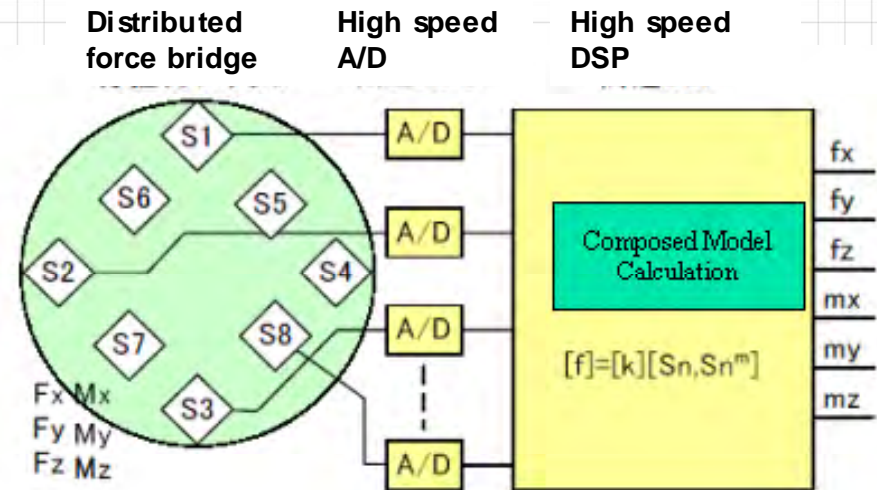 Distributed
force bridge
High speed
A/D
High speed
DSP
S1
S6
S5
S2
S4
S7
S8
S3
Fx Mx
Fy My
Fz Mz
A/D
A/D
A/D
A/D
Composed Model
Calculation
[f]=[k][Sn,Snᵐ]
fx
fy
fz
mx
my
mz